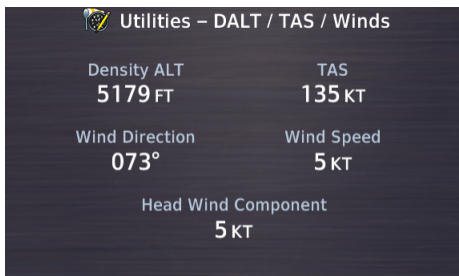 Utilities – DALT / TAS / Winds
Density ALT TAS
5179 FT 135 KT
Wind Direction Wind Speed
073° 5 KT
Head Wind Component
5 KT